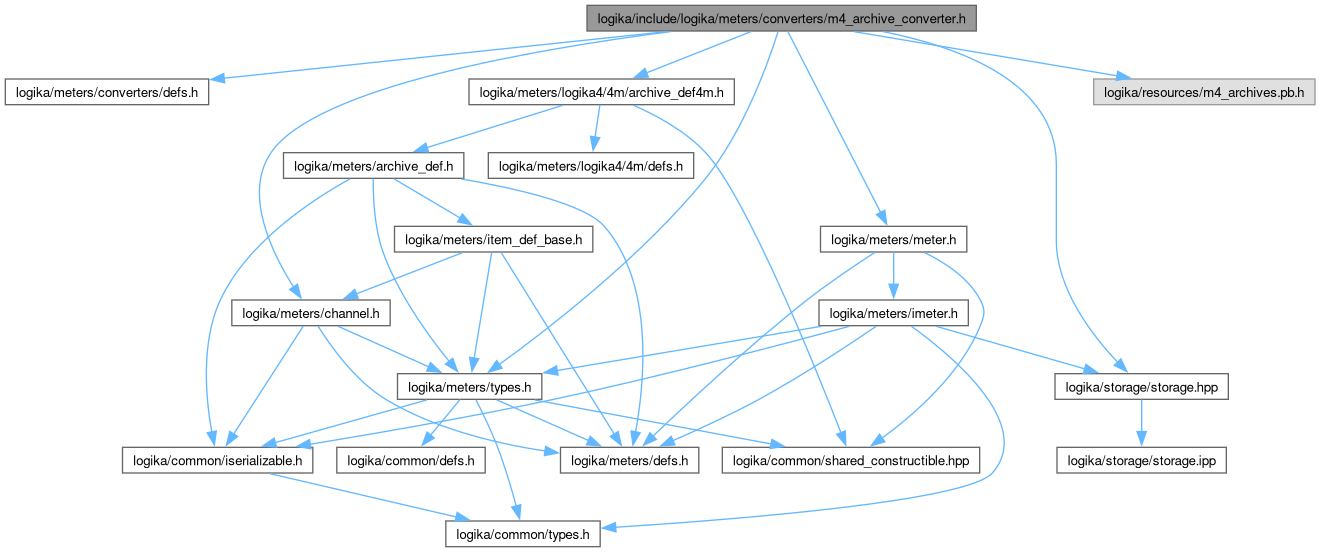 logika/include/logika/meters/converters/m4_archive_converter.h
logika/meters/converters/defs.h
logika/meters/logika4/4m/archive_def4m.h
logika/resources/m4_archives.pb.h
logika/meters/archive_def.h
logika/meters/logika4/4m/defs.h
logika/meters/item_def_base.h
logika/meters/meter.h
logika/meters/channel.h
logika/meters/imeter.h
logika/meters/types.h
logika/storage/storage.hpp
logika/common/iserializable.h
logika/common/defs.h
logika/meters/defs.h
logika/common/shared_constructible.hpp
logika/storage/storage.ipp
logika/common/types.h